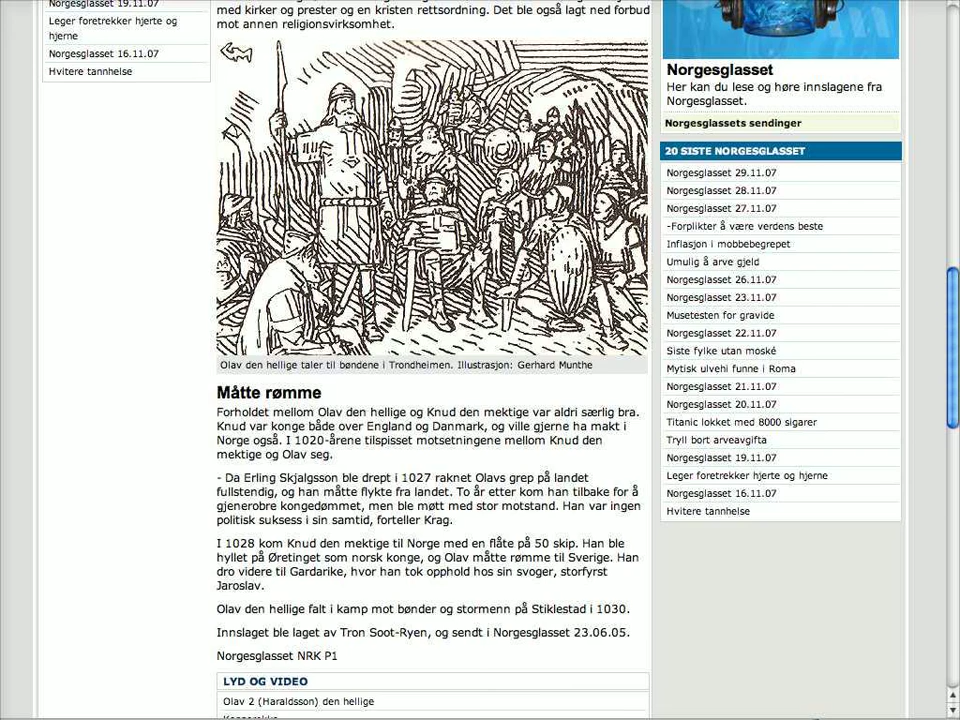 Norgesglasset 19.11.07
Leger foretrekker hjerte og
hjerne
Norgesglasset 16.11.07
Hvitere tannhelse
med kirker og prester og en kristen rettsordning. Det ble også lagt ned forbud
mot annen religionsvirksomhet.
Olav den hellige taler til bøndene i Trondheimen. Illustrasjon: Gerhard Munthe
Måtte rømme
Forholdet mellom Olav den hellige og Knud den mektige var aldri særlig bra.
Knud var konge både over England og Danmark, og ville gjerne ha makt i
Norge også. I 1020-årene tilspisset motsetningene mellom Knud den
mektige og Olav seg.
- Da Erling Skjalgsson ble drept i 1027 raknet Olavs grep på landet
fullstendig, og han måtte flykte fra landet. To år etter kom han tilbake for å
gjenerobre kongedømmet, men ble møtt med stor motstand. Han var ingen
politisk suksess i sin samtid, forteller Krag.
I 1028 kom Knud den mektige til Norge med en flåte på 50 skip. Han ble
hyllet på Øretinget som norsk konge, og Olav måtte rømme til Sverige. Han
dro videre til Gardarike, hvor han tok opphold hos sin svoger, storfyrst
Jaroslav.
Olav den hellige falt i kamp mot bønder og stormenn på Stiklestad i 1030.
Innslaget ble laget av Tron Soot-Ryen, og sendt i Norgesglasset 23.06.05.
Norgesglasset NRK P1
LYD OG VIDEO
Olav 2 (Haraldsson) den hellige
Norgesglasset
Her kan du lese og høre innslagene fra
Norgesglasset.
Norgesglassets sendinger
20 SISTE NORGESGLASSET
Norgesglasset 29.11.07
Norgesglasset 28.11.07
Norgesglasset 27.11.07
-Forplikter å være verdens beste
Inflasjon i mobbebegrepet
Umulig å arve gjeld
Norgesglasset 26.11.07
Norgesglasset 23.11.07
Musetesten for gravide
Norgesglasset 22.11.07
Siste fylke utan moské
Mytisk ulvehi funne i Roma
Norgesglasset 21.11.07
Norgesglasset 20.11.07
Titanic lokket med 8000 sigarer
Tryll bort arveavgifta
Norgesglasset 19.11.07
Leger foretrekker hjerte og hjerne
Norgesglasset 16.11.07
Hvitere tannhelse